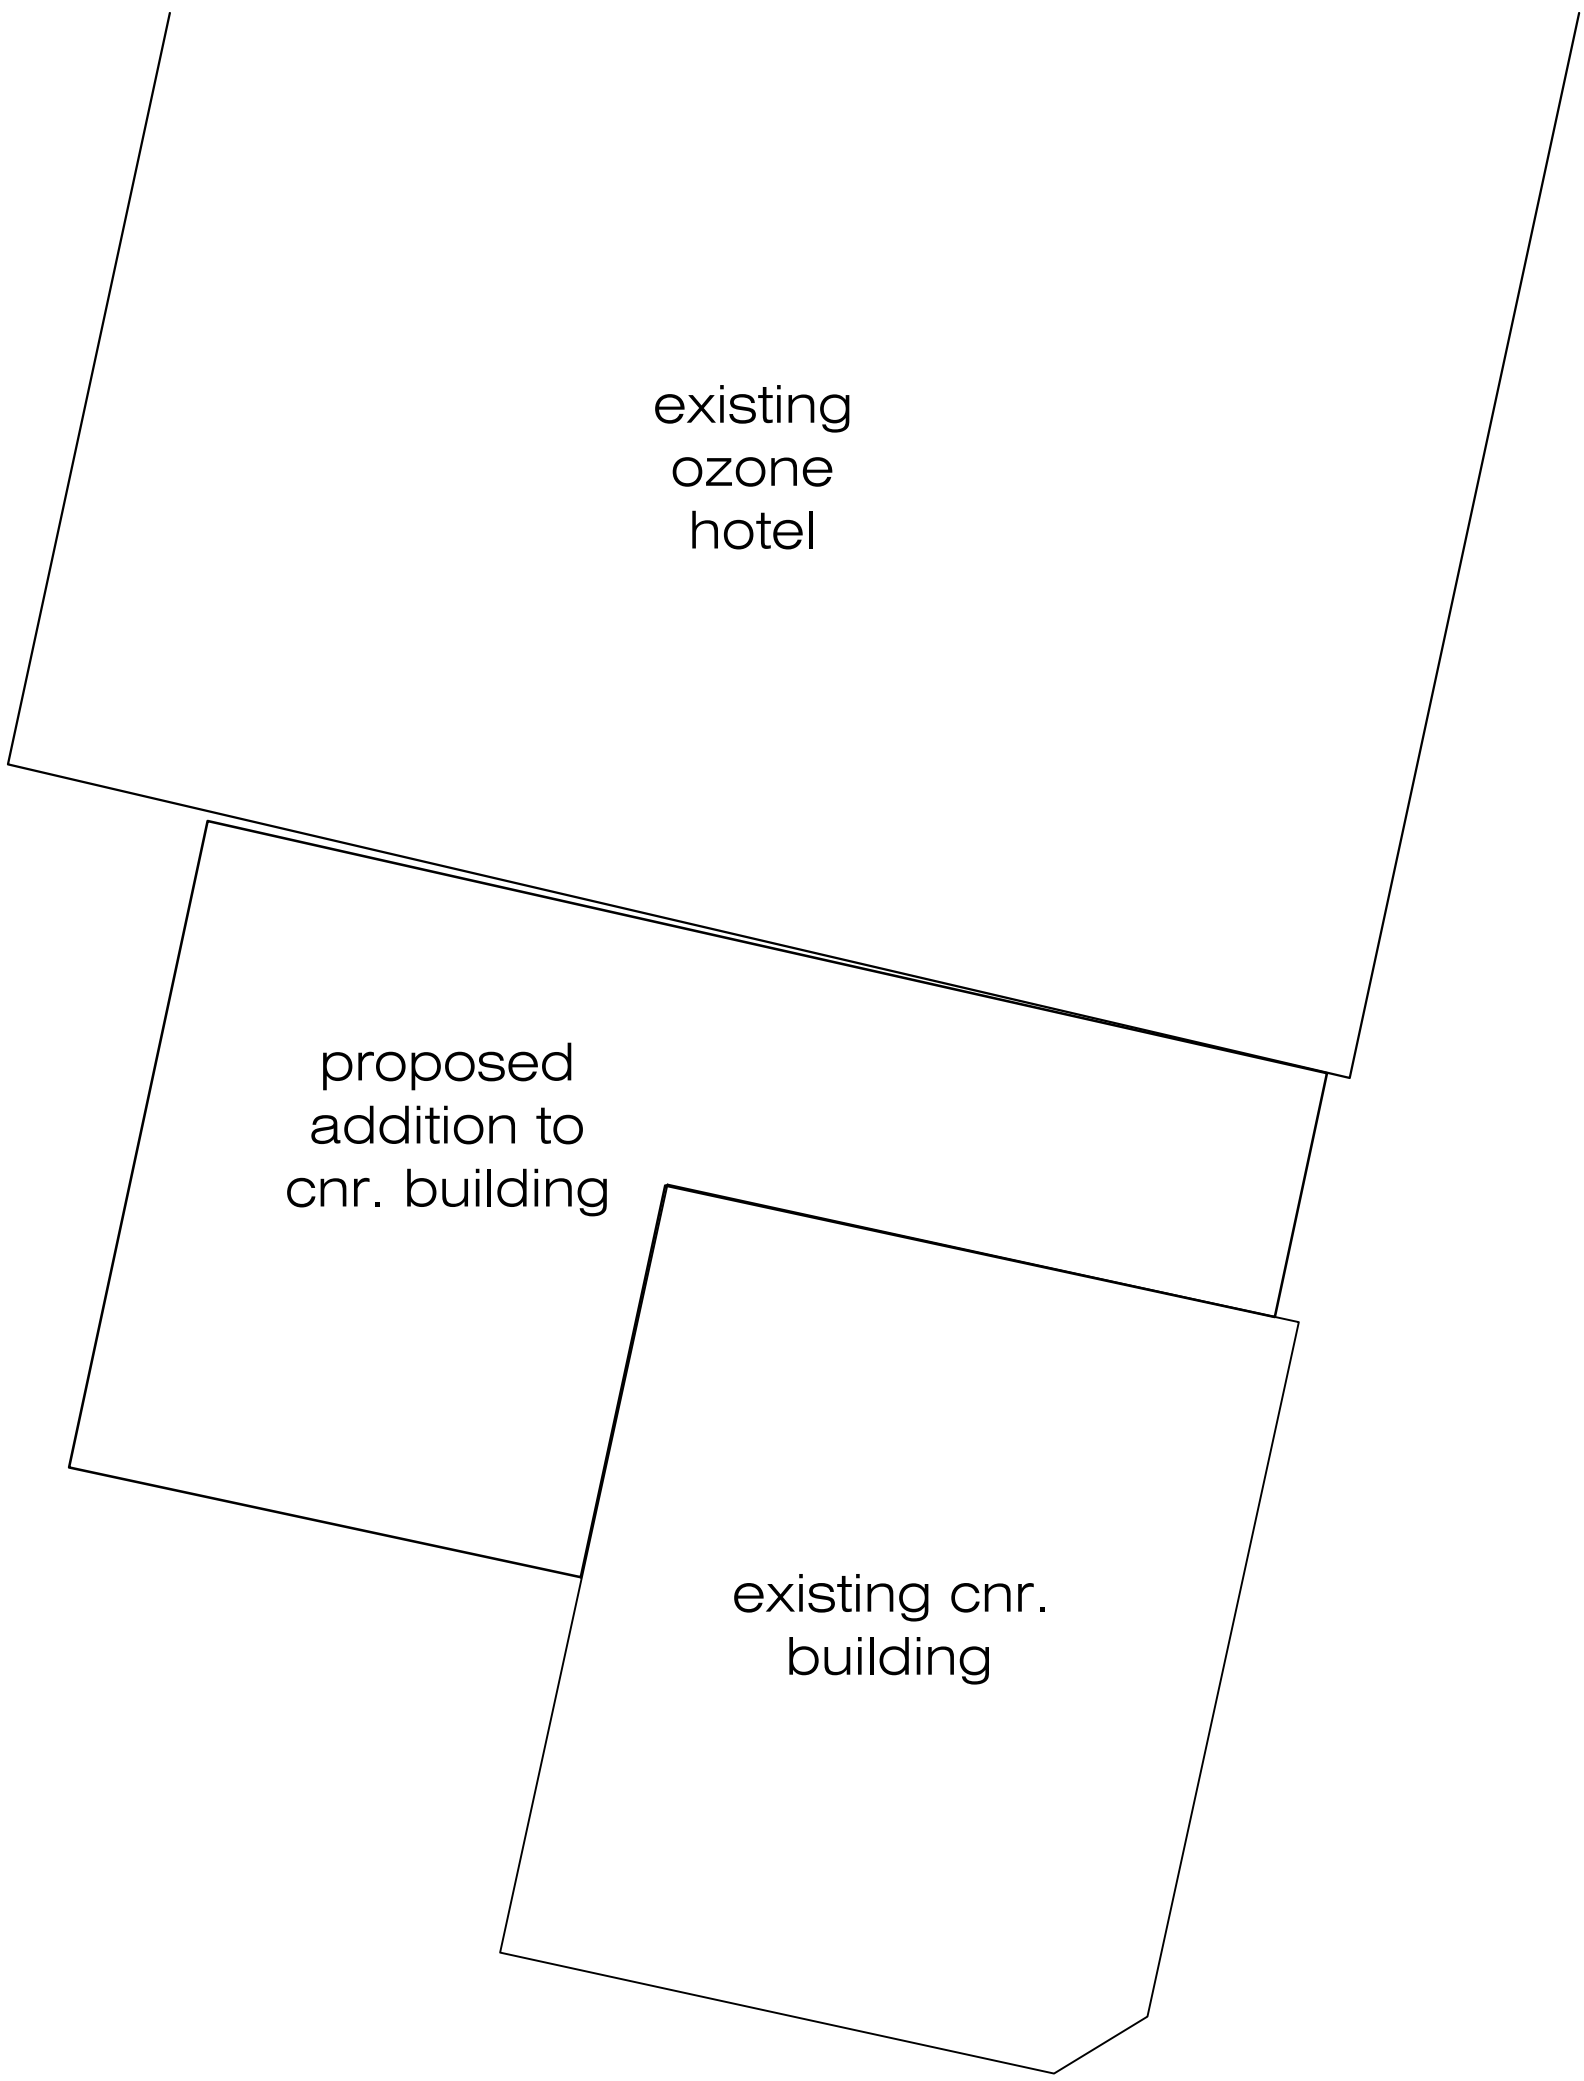 existing
ozone
hotel
proposed
addition to
cnr. building
existing cnr.
building